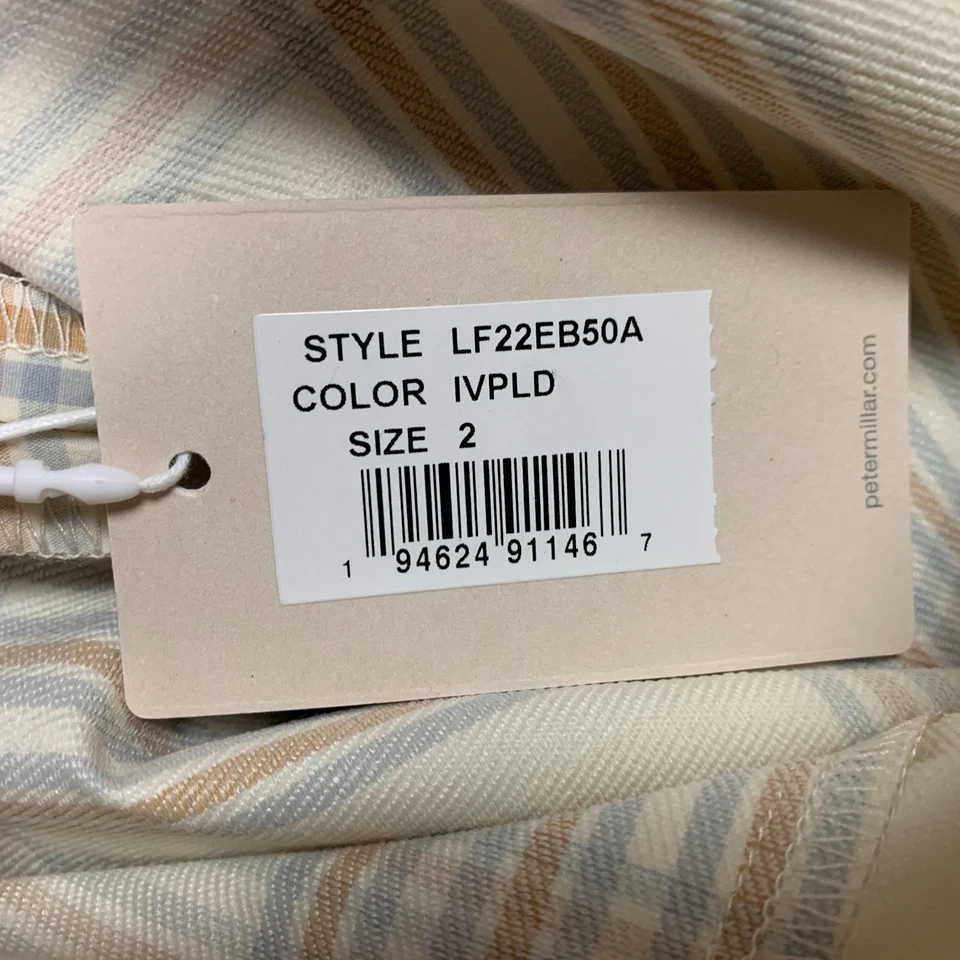 STYLE LF22EB50A
COLOR IVPLD
SIZE 2
1 94624 91146 7
petermillar.com